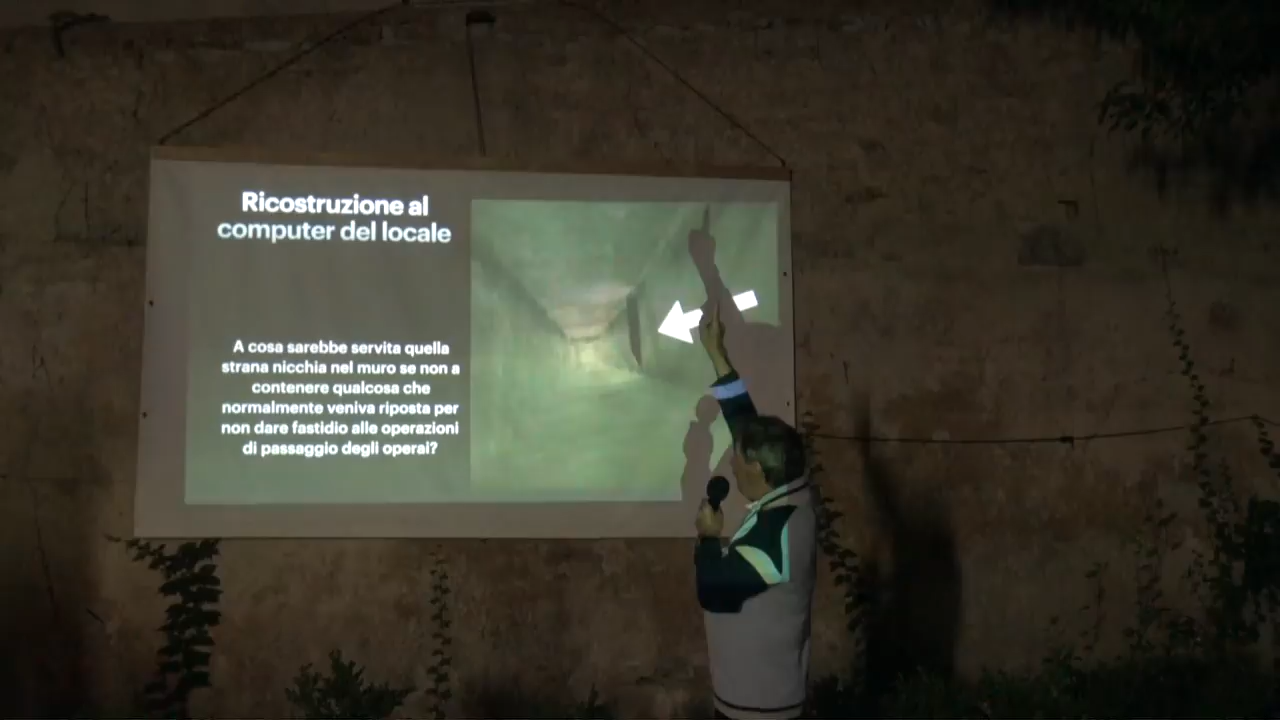 Ricostruzione al
computer del locale
A cosa sarebbe servita quella
strana nicchia nel muro se non a
contenere qualcosa che
normalmente veniva riposta per
non dare fastidio alle operazioni
di passaggio degli operai?